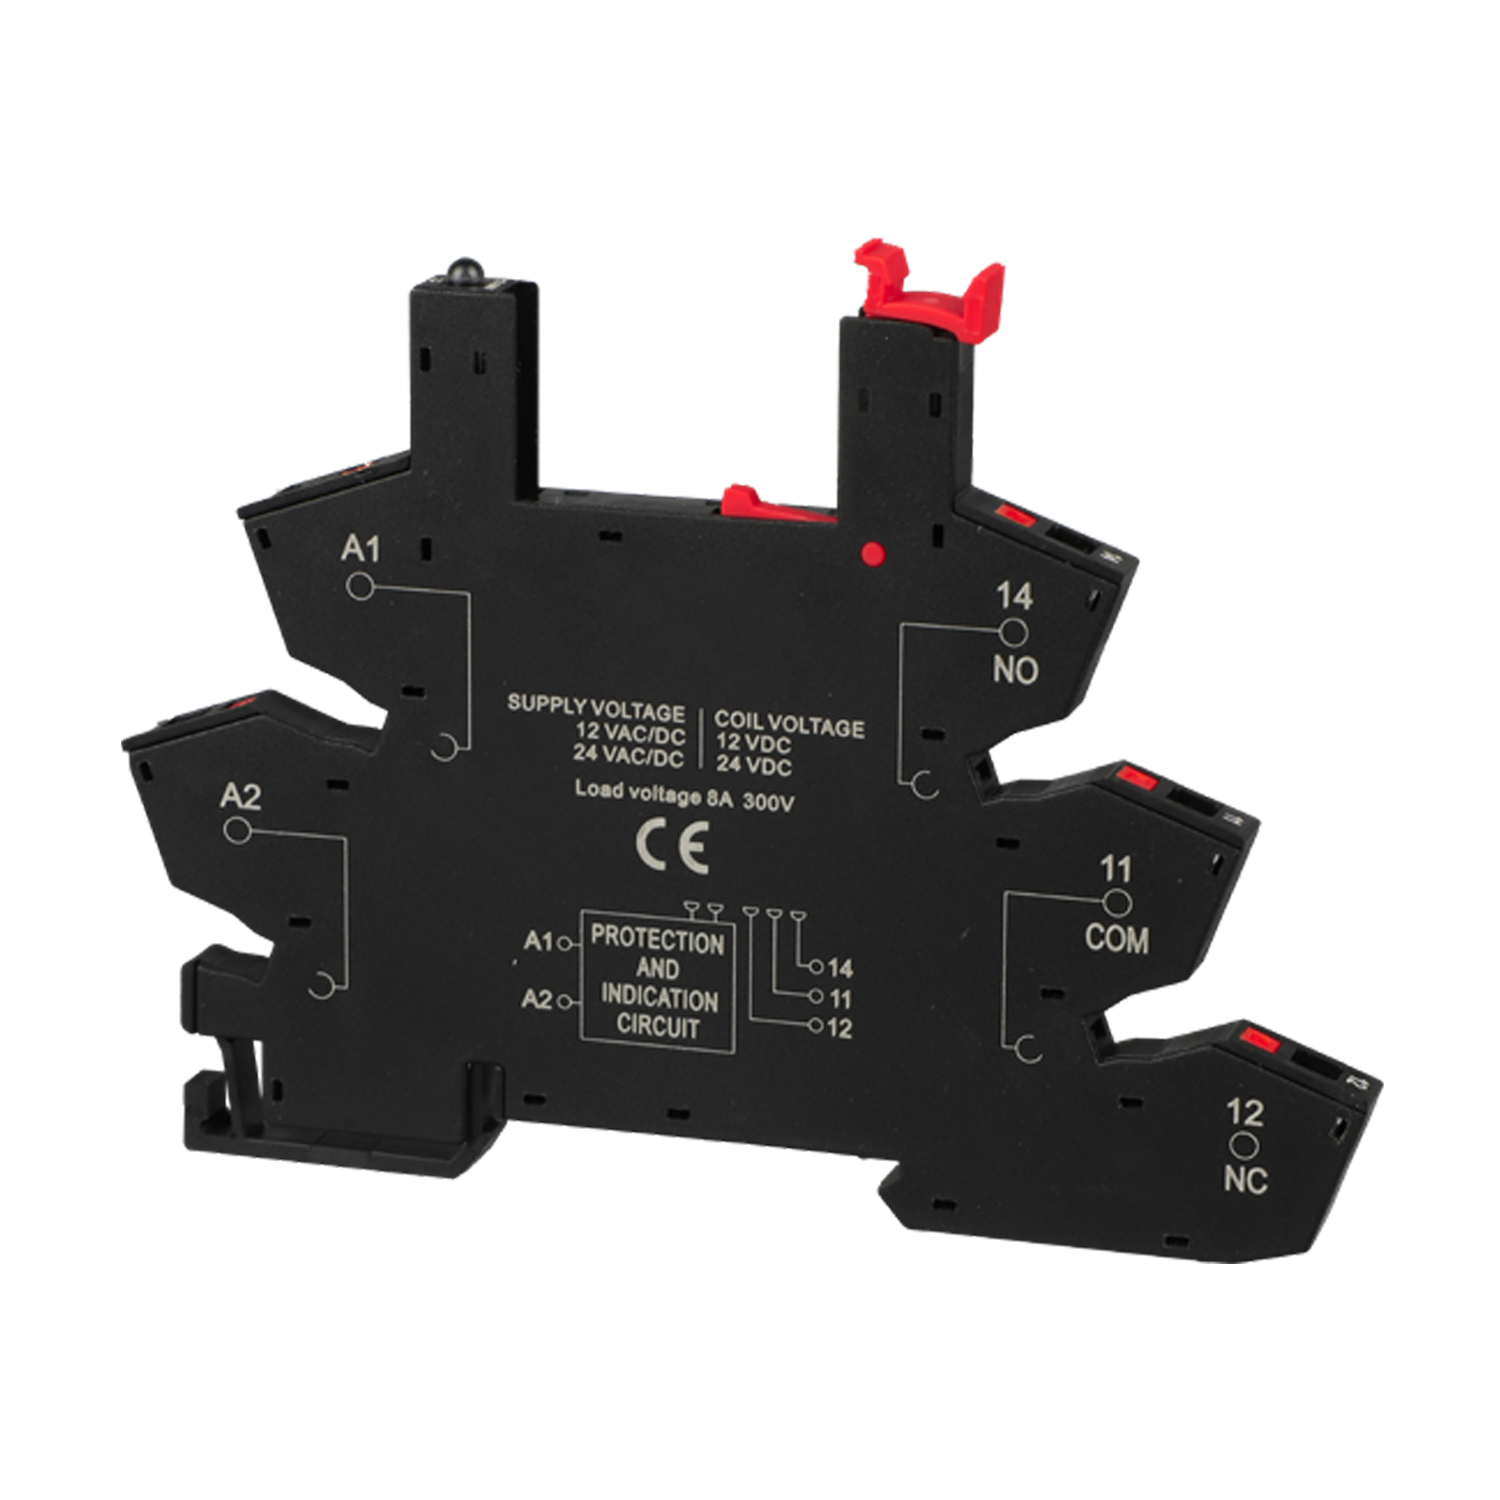 A1
A2
14
NO
SUPPLY VOLTAGE
12 VAC/DC
24 VAC/DC
COIL VOLTAGE
12 VDC
24 VDC
Load voltage 8A 300V
CE
11
COM
A1
A2
PROTECTION
AND
INDICATION
CIRCUIT
14
11
12
12
NC